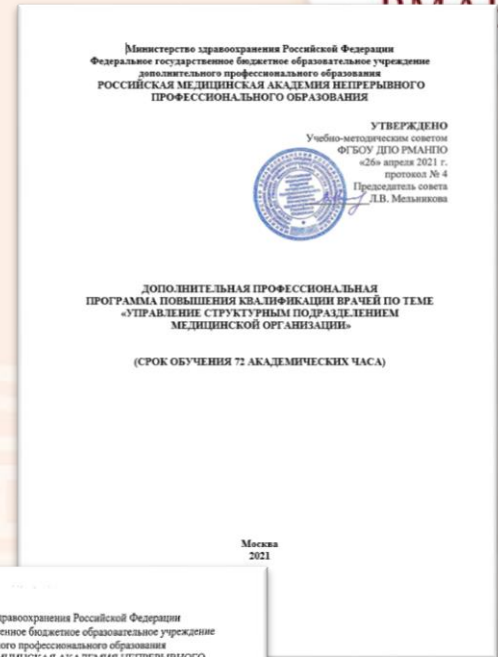 Министерство здравоохранения Российской Федерации
Федеральное государственное бюджетное образовательное учреждение
дополнительного профессионального образования
РОССИЙСКАЯ МЕДИЦИНСКАЯ АКАДЕМИЯ НЕПРЕРЫВНОГО
ПРОФЕССИОНАЛЬНОГО ОБРАЗОВАНИЯ
УТВЕРЖДЕНО
Учебно-методическим советом
ФГБОУ ДПО РМАНПО
«26» апреля 2021 г.
протокол № 4
Председатель совета
Л.В. Мельникова
ДОПОЛНИТЕЛЬНАЯ ПРОФЕССИОНАЛЬНАЯ
ПРОГРАММА ПОВЫШЕНИЯ КВАЛИФИКАЦИИ ВРАЧЕЙ ПО ТЕМЕ
«УПРАВЛЕНИЕ СТРУКТУРНЫМ ПОДРАЗДЕЛЕНИЕМ
МЕДИЦИНСКОЙ ОРГАНИЗАЦИИ»
(СРОК ОБУЧЕНИЯ 72 АКАДЕМИЧЕСКИХ ЧАСА)
Москва
2021
дравоохранения Российской Федерации
енное бюджетное образовательное учреждение
ного профессионального образования